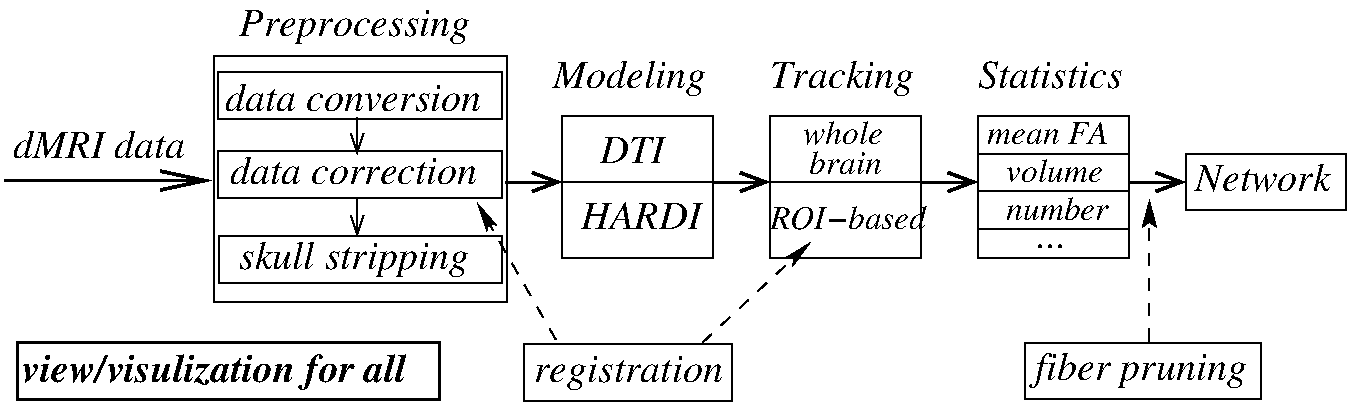 Preprocessing
data conversion
data correction
skull stripping
dMRI data
Modeling
DTI
HARDI
Tracking
whole
brain
ROI−based
Statistics
mean FA
volume
number
...
Network
view/visulization for all
registration
fiber pruning